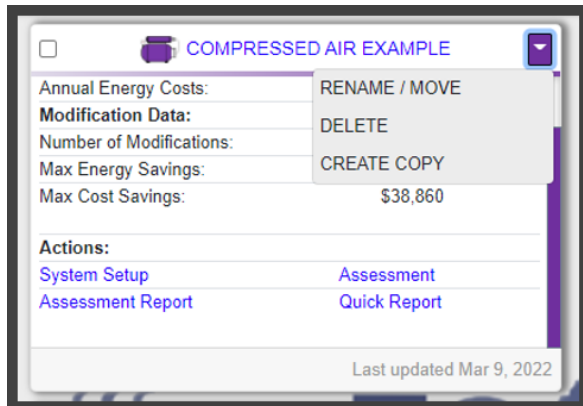 COMPRESSED AIR EXAMPLE
Annual Energy Costs:
RENAME / MOVE
Modification Data:
DELETE
Number of Modifications:
CREATE COPY
Max Energy Savings:
Max Cost Savings: $38,860
Actions:
System Setup Assessment
Assessment Report Quick Report
Last updated Mar 9, 2022